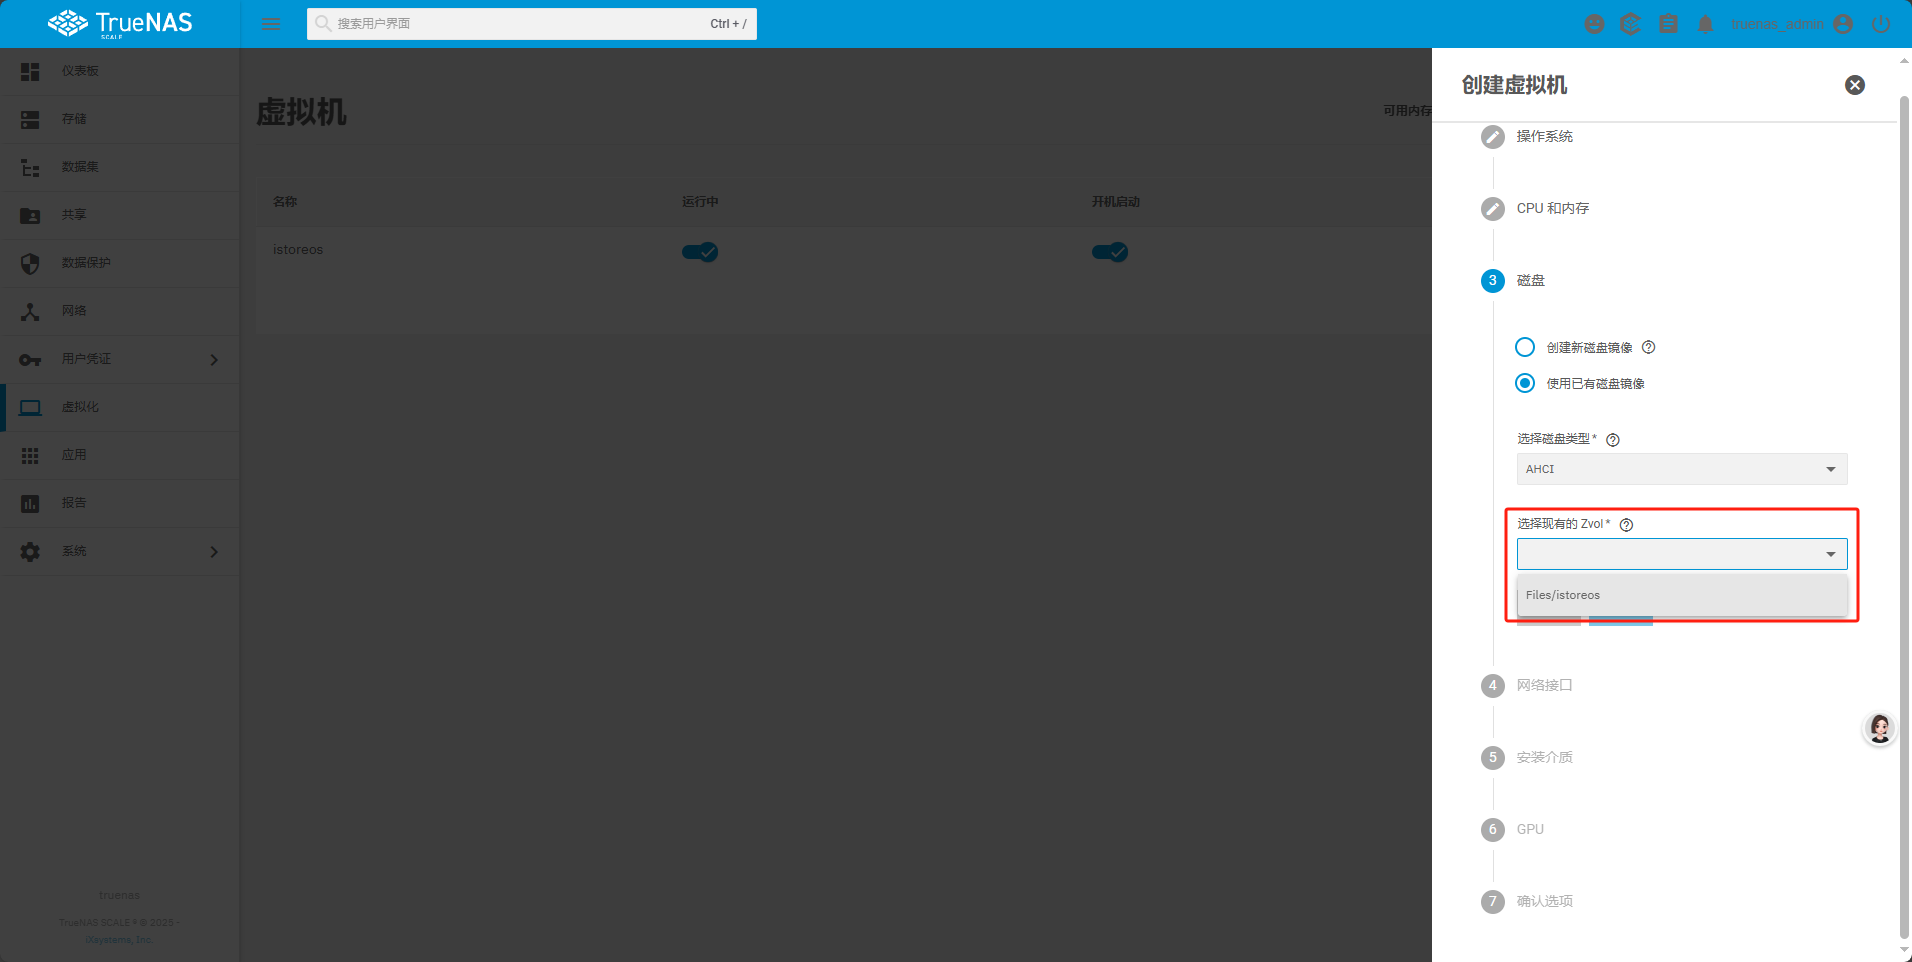 TrueNAS
SCALE
搜索用户界面
Ctrl + /
truenas_admin
仪表板
存储
数据集
共享
数据保护
网络
用户凭证
虚拟化
应用
报告
系统
truenas
TrueNAS SCALE ® © 2025 -
iXsystems, Inc.
虚拟机
可用内存
名称
运行中
开机启动
istoreos
创建虚拟机
操作系统
CPU 和内存
3
磁盘
创建新磁盘镜像
使用已有磁盘镜像
选择磁盘类型 *
AHCI
选择现有的 Zvol *
Files/istoreos
4
网络接口
5
安装介质
6
GPU
7
确认选项